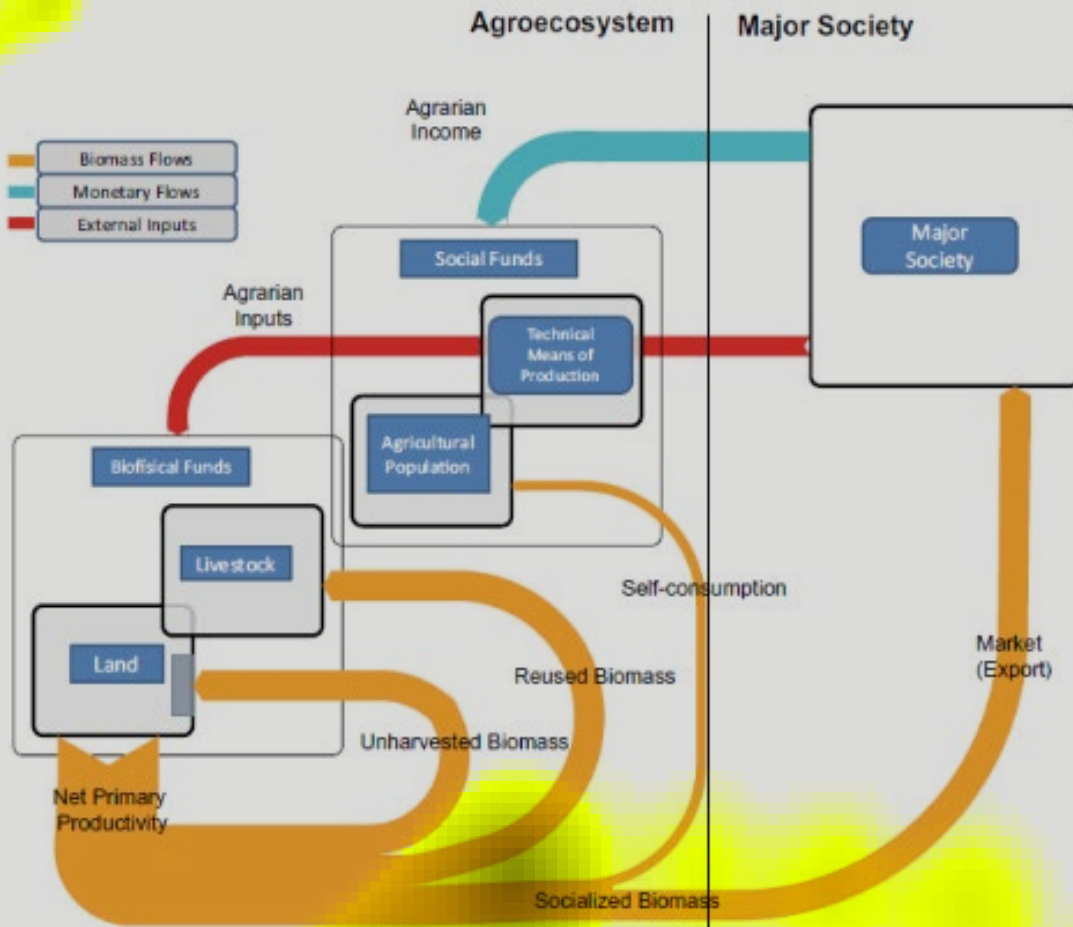 Agroecosystem
Major Society
Agrarian
Income
Biomass Flows
Monetary Flows
External Inputs
Major
Society
Social Funds
Agrarian
Inputs
Technical
Means of
Production
Agricultural
Population
Biofisical Funds
Livestock
Self-consumption
Land
Reused Biomass
Market
(Export)
Unharvested Biomass
Net Primary
Productivity
Socialized Biomass